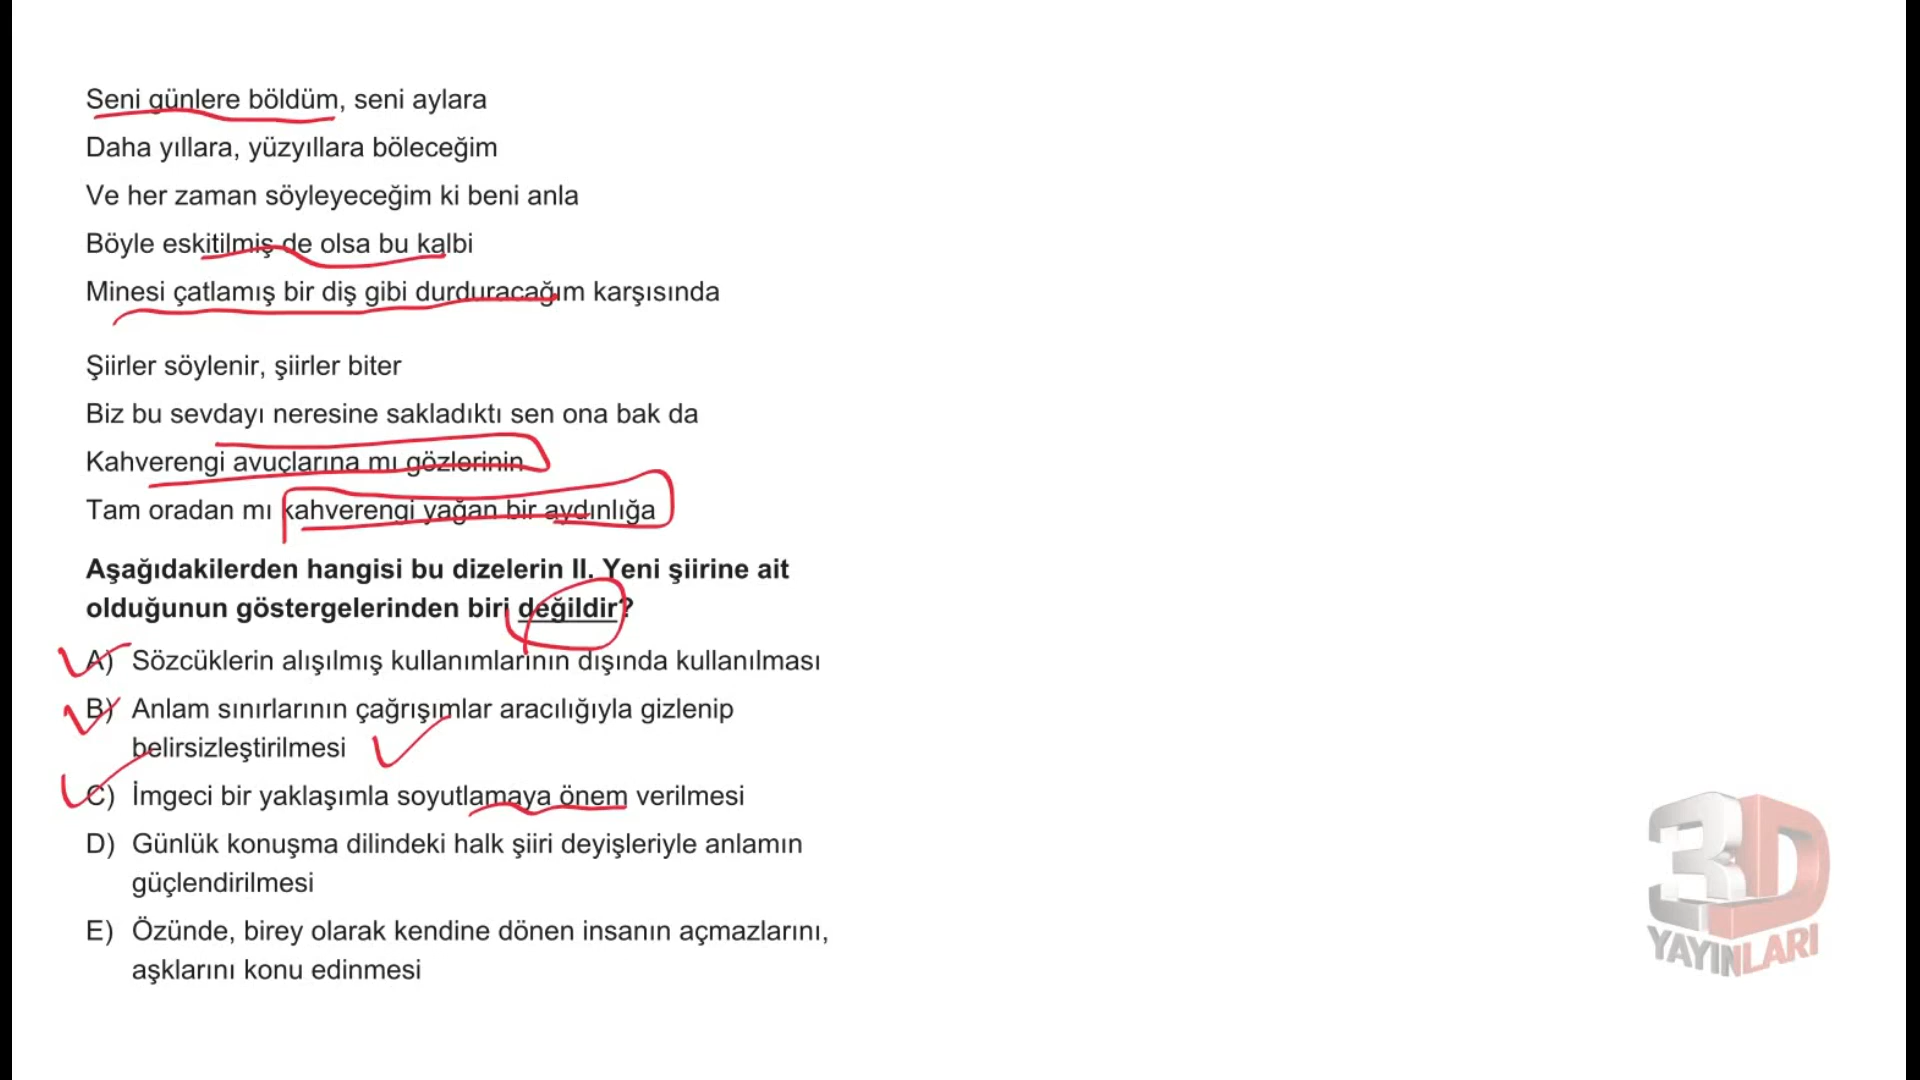 Seni günlere böldüm, seni aylara
Daha yıllara, yüzyıllara böleceğim
Ve her zaman söyleyeceğim ki beni anla
Böyle eskitilmiş de olsa bu kalbi
Minesi çatlamış bir diş gibi durduracağım karşısında
Şiirler söylenir, şiirler biter
Biz bu sevdayı neresine sakladıktı sen ona bak da
Kahverengi avuçlarına mı gözlerinin
Tam oradan mı kahverengi yağan bir aydınlığa
Aşağıdakilerden hangisi bu dizelerin II. Yeni şiirine ait
olduğunun göstergelerinden biri değildir?
A) Sözcüklerin alışılmış kullanımlarının dışında kullanılması
B) Anlam sınırlarının çağrışımlar aracılığıyla gizlenip
belirsizleştirilmesi
C) İmgeci bir yaklaşımla soyutlamaya önem verilmesi
D) Günlük konuşma dilindeki halk şiiri deyişleriyle anlamın
güçlendirilmesi
E) Özünde, birey olarak kendine dönen insanın açmazlarını,
aşklarını konu edinmesi
3D
YAYINLARI